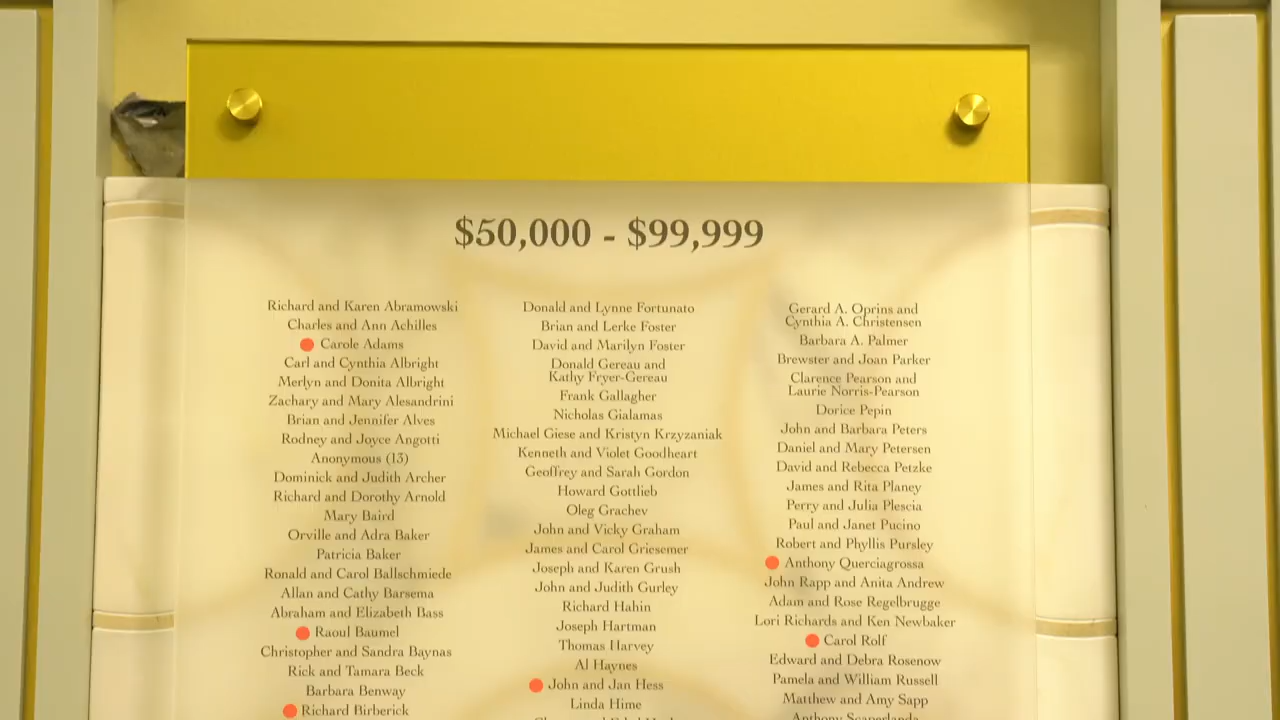 $50,000 - $99,999
Richard and Karen Abramowski
Charles and Ann Achilles
Carole Adams
Carl and Cynthia Albright
Merlyn and Donita Albright
Zachary and Mary Alesandrini
Brian and Jennifer Alves
Rodney and Joyce Angotti
Anonymous (13)
Dominick and Judith Archer
Richard and Dorothy Arnold
Mary Baird
Orville and Adra Baker
Patricia Baker
Ronald and Carol Ballschmiede
Allan and Cathy Barsema
Abraham and Elizabeth Bass
Raoul Baumel
Christopher and Sandra Baynas
Rick and Tamara Beck
Barbara Benway
Richard Birberick
Donald and Lynne Fortunato
Brian and Lerke Foster
David and Marilyn Foster
Donald Gereau and
Kathy Fryer-Gereau
Frank Gallagher
Nicholas Gialamas
Michael Giese and Kristyn Krzyzaniak
Kenneth and Violet Goodheart
Geoffrey and Sarah Gordon
Howard Gottlieb
Oleg Grachev
John and Vicky Graham
James and Carol Griesemer
Joseph and Karen Grush
John and Judith Gurley
Richard Hahin
Joseph Hartman
Thomas Harvey
Al Haynes
John and Jan Hess
Linda Hime
Gerard A. Oprins and
Cynthia A. Christensen
Barbara A. Palmer
Brewster and Joan Parker
Clarence Pearson and
Laurie Norris-Pearson
Dorice Pepin
John and Barbara Peters
Daniel and Mary Petersen
David and Rebecca Petzke
James and Rita Planey
Perry and Julia Plescia
Paul and Janet Pucino
Robert and Phyllis Pursley
Anthony Querciagrossa
John Rapp and Anita Andrew
Adam and Rose Regelbrugge
Lori Richards and Ken Newbaker
Carol Rolf
Edward and Debra Rosenow
Pamela and William Russell
Matthew and Amy Sapp
Anthony Scaperlanda